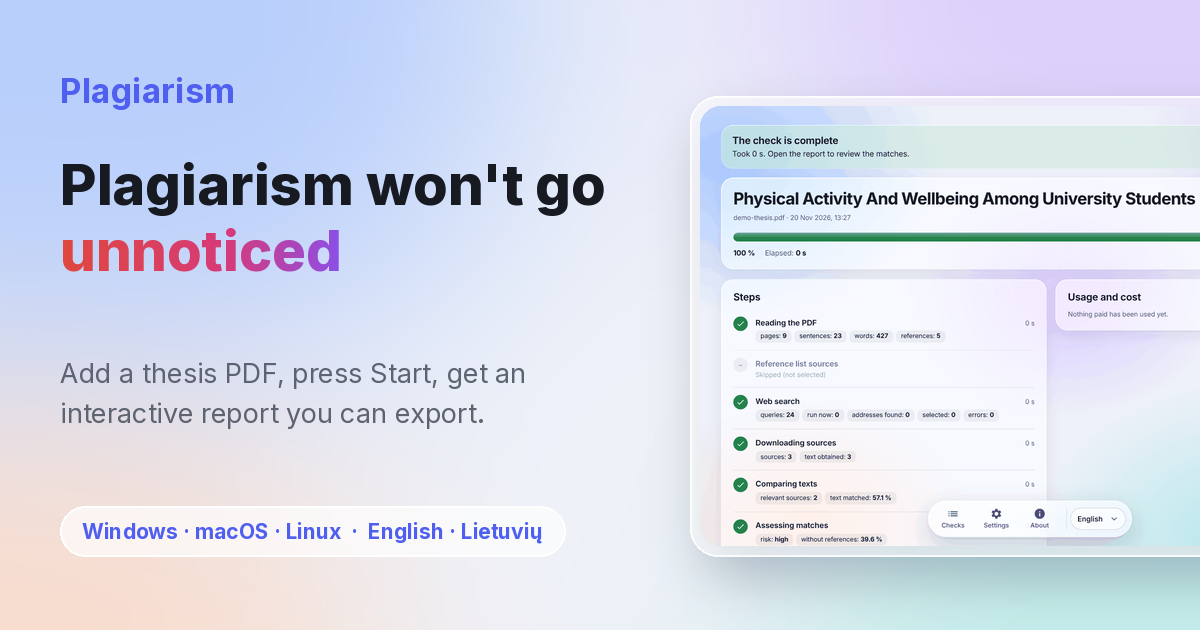 Plagiarism
Plagiarism won't go
unnoticed
Add a thesis PDF, press Start, get an
interactive report you can export.
Windows · macOS · Linux · English · Lietuvių
The check is complete
Took 0 s. Open the report to review the matches.
Physical Activity And Wellbeing Among University Students
demo-thesis.pdf · 20 Nov 2026, 13:27
100 % Elapsed: 0 s
Steps
Reading the PDF 0 s
pages: 9 sentences: 23 words: 427 references: 5
Reference list sources
Skipped (not selected)
Web search 0 s
queries: 24 run now: 0 addresses found: 0 selected: 0 errors: 0
Downloading sources 0 s
sources: 3 text obtained: 3
Comparing texts 0 s
relevant sources: 2 text matched: 57.1 %
Assessing matches
risk: high without references: 39.6 %
Usage and cost
Nothing paid has been used yet.
Checks Settings About English